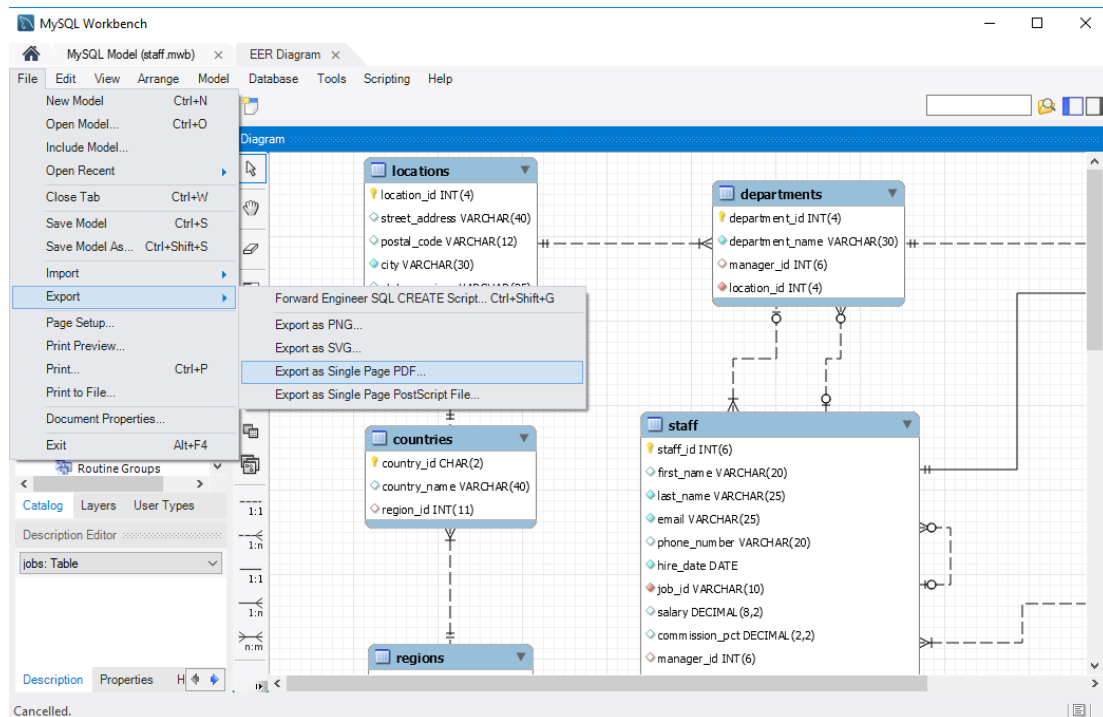 MySQL Workbench
MySQL Model (staff.mwb) × EER Diagram ×
File Edit View Arrange Model Database Tools Scripting Help
New Model Ctrl+N
Open Model... Ctrl+O
Include Model...
Open Recent
Close Tab Ctrl+W
Save Model Ctrl+S
Save Model As... Ctrl+Shift+S
Import
Export
Page Setup...
Print Preview...
Print... Ctrl+P
Print to File...
Document Properties...
Exit Alt+F4
Forward Engineer SQL CREATE Script... Ctrl+Shift+G
Export as PNG...
Export as SVG...
Export as Single Page PDF...
Export as Single Page PostScript File...
Routine Groups
Catalog Layers User Types
Description Editor
jobs: Table
Description Properties H
Cancelled.
Diagram
1:1
1:n
1:1
1:n
n:m
locations
location_id INT(4)
street_address VARCHAR(40)
postal_code VARCHAR(12)
city VARCHAR(30)
departments
department_id INT(4)
department_name VARCHAR(30)
manager_id INT(6)
location_id INT(4)
countries
country_id CHAR(2)
country_name VARCHAR(40)
region_id INT(11)
regions
staff
staff_id INT(6)
first_name VARCHAR(20)
last_name VARCHAR(25)
email VARCHAR(25)
phone_number VARCHAR(20)
hire_date DATE
job_id VARCHAR(10)
salary DECIMAL(8,2)
commission_pct DECIMAL(2,2)
manager_id INT(6)